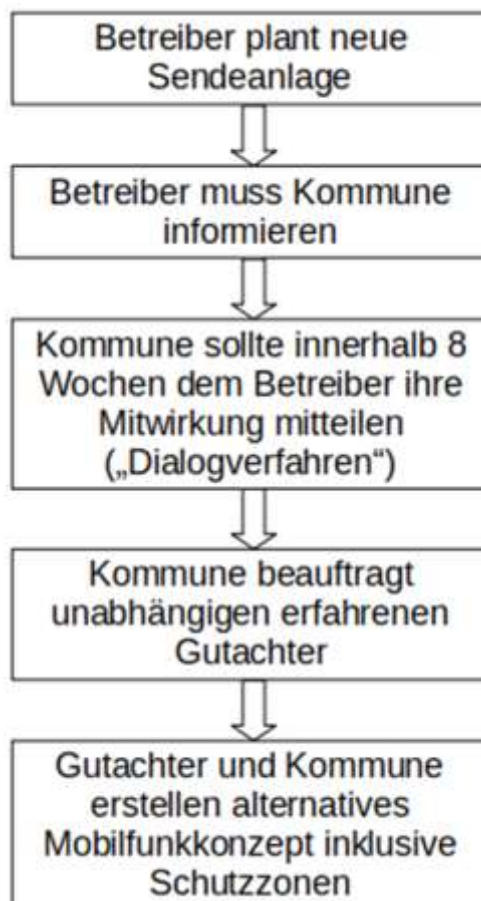 Betreiber plant neue
Sendeanlage
Betreiber muss Kommune
informieren
Kommune sollte innerhalb 8
Wochen dem Betreiber ihre
Mitwirkung mitteilen
(„Dialogverfahren“)
Kommune beauftragt
unabhängigen erfahrenen
Gutachter
Gutachter und Kommune
erstellen alternatives
Mobilfunkkonzept inklusive
Schutzzonen